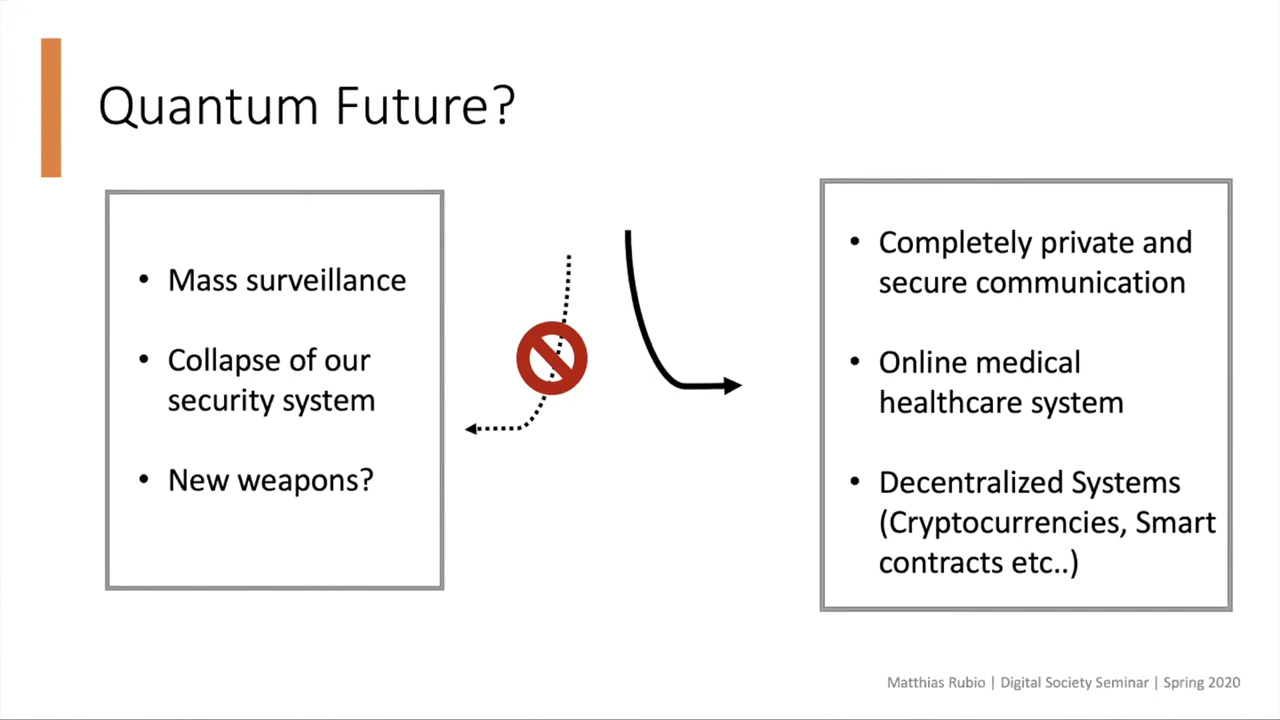 Quantum Future?
• Mass surveillance
• Collapse of our
security system
• New weapons?
• Completely private and
secure communication
• Online medical
healthcare system
• Decentralized Systems
(Cryptocurrencies, Smart
contracts etc..)
Matthias Rubio | Digital Society Seminar | Spring 2020